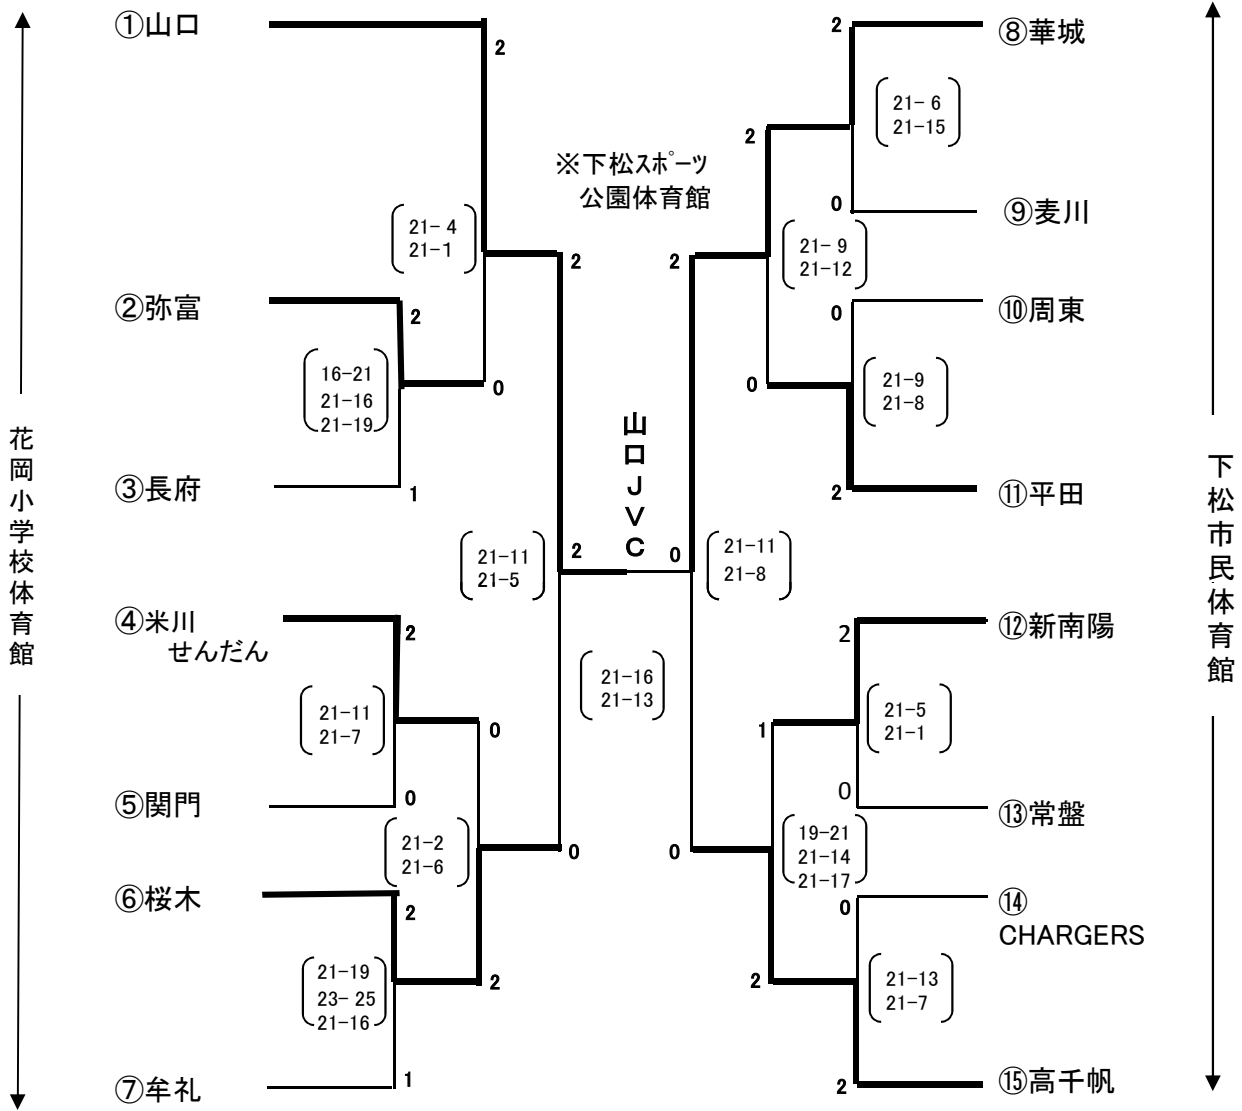 ①山口
2
⑧華城
2
21- 6
21-15
2
※下松ｽﾎﾟｰﾂ
公園体育館
0
⑨麦川
21- 4
21-1
2
2
21- 9
21-12
②弥富
2
0
⑩周東
16-21
21-16
21-19
0
0
21-9
21-8
③長府
1
2
⑪平田
山口ＪＶＣ
花岡小学校体育館
下松市民体育館
21-11
21-5
2
0
21-11
21-8
④米川
せんだん
2
2
⑫新南陽
21-16
21-13
21-11
21-7
0
1
21-5
21-1
⑤関門
0
0
⑬常盤
21-2
21-6
0
0
19-21
21-14
21-17
⑥桜木
2
0
⑭
CHARGERS
21-19
23- 25
21-16
2
2
21-13
21-7
⑦牟礼
1
2
⑮高千帆